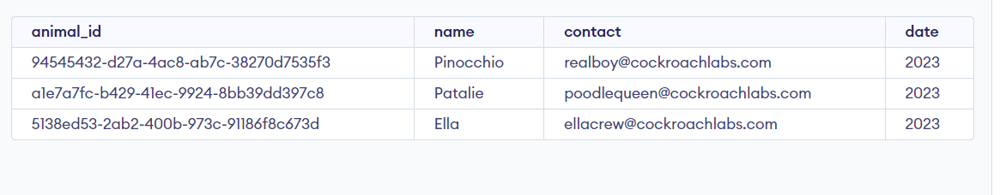 animal_id name contact date
94545432-d27a-4ac8-ab7c-38270d7535f3 Pinocchio realboy@cockroachlabs.com 2023
a1e7a7fc-b429-41ec-9924-8bb39dd397c8 Patalie poodlequeen@cockroachlabs.com 2023
5138ed53-2ab2-400b-973c-91186f8c673d Ella ellacrew@cockroachlabs.com 2023